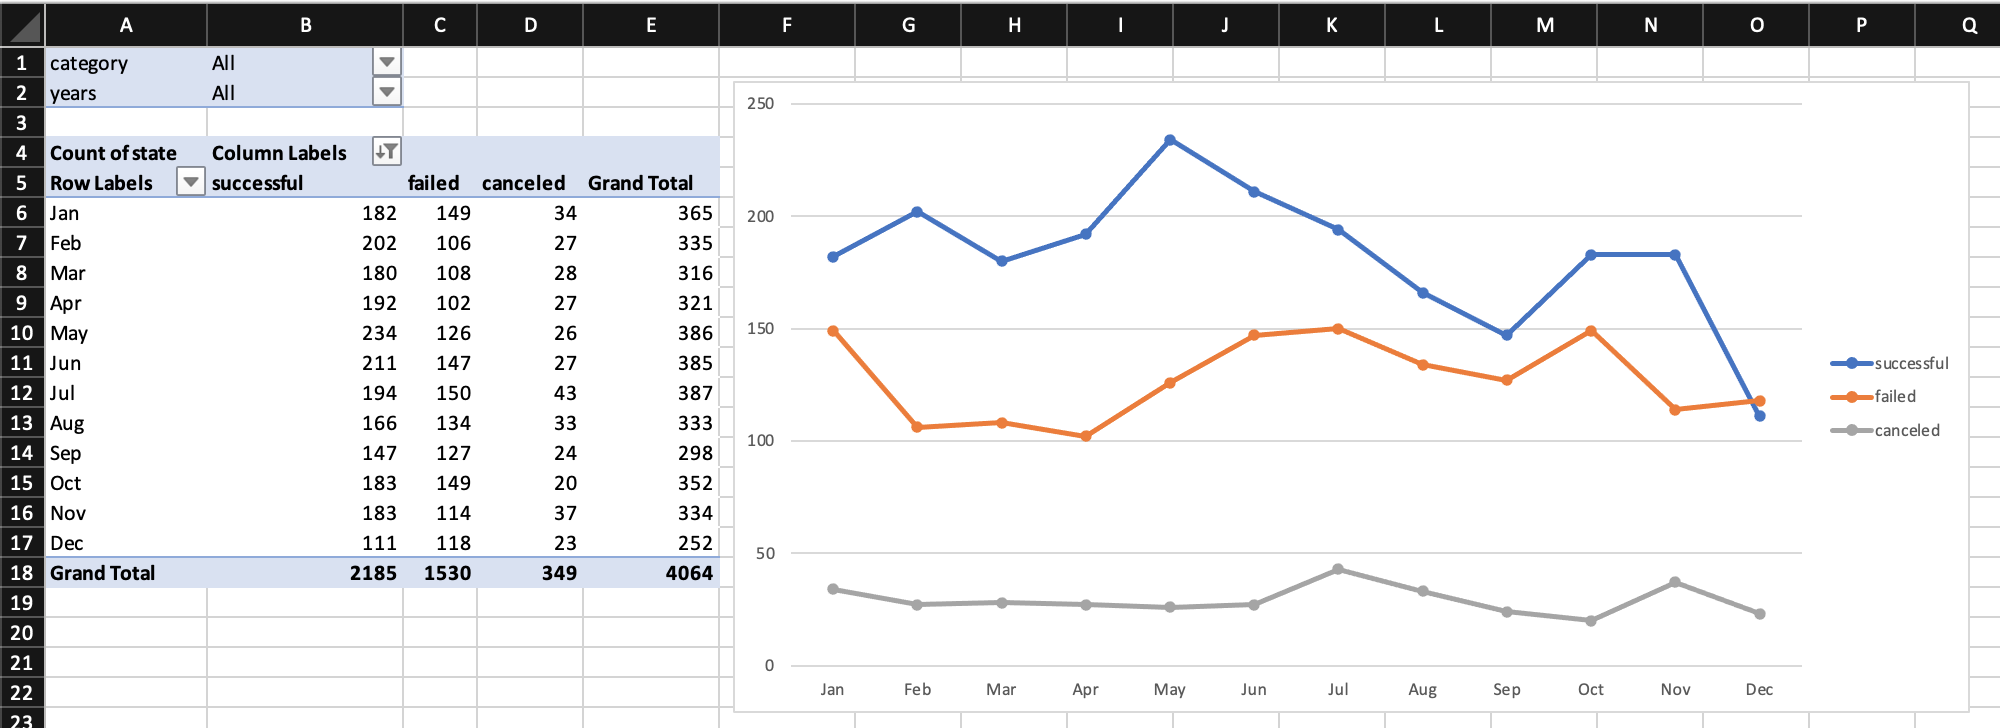 A B C D E F G H I J K L M N O P Q
1 category All
2 years All
3
4 Count of state Column Labels
5 Row Labels successful failed canceled Grand Total
6 Jan 182 149 34 365
7 Feb 202 106 27 335
8 Mar 180 108 28 316
9 Apr 192 102 27 321
10 May 234 126 26 386
11 Jun 211 147 27 385
12 Jul 194 150 43 387
13 Aug 166 134 33 333
14 Sep 147 127 24 298
15 Oct 183 149 20 352
16 Nov 183 114 37 334
17 Dec 111 118 23 252
18 Grand Total 2185 1530 349 4064
19
20
21
22
23
250
200
150
100
50
0
Jan Feb Mar Apr May Jun Jul Aug Sep Oct Nov Dec
successful
failed
canceled